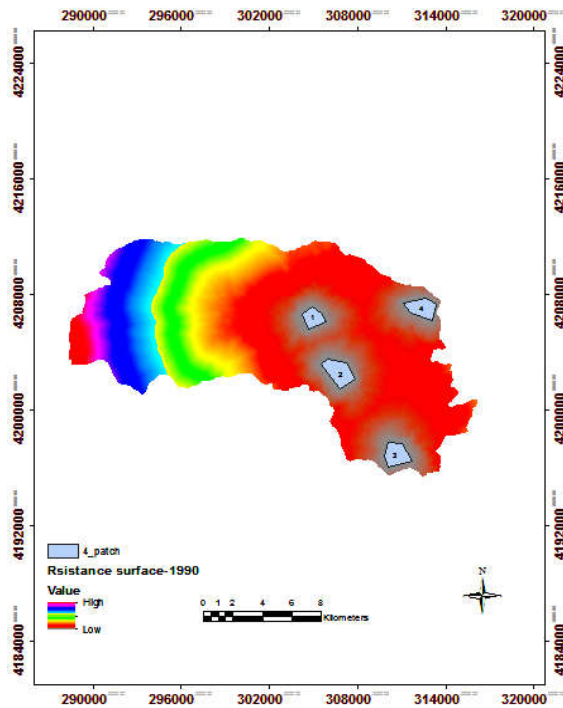 290000 296000 302000 308000 314000 320000
4224000 4224000
4216000 4216000
4208000 4208000
4200000 4200000
4192000 4192000
4184000 4184000
1
4
2
3
4_patch
Rsistance surface-1990
Value
High
Low
0 1 2 4 6 8
Kilometers
N
290000 296000 302000 308000 314000 320000